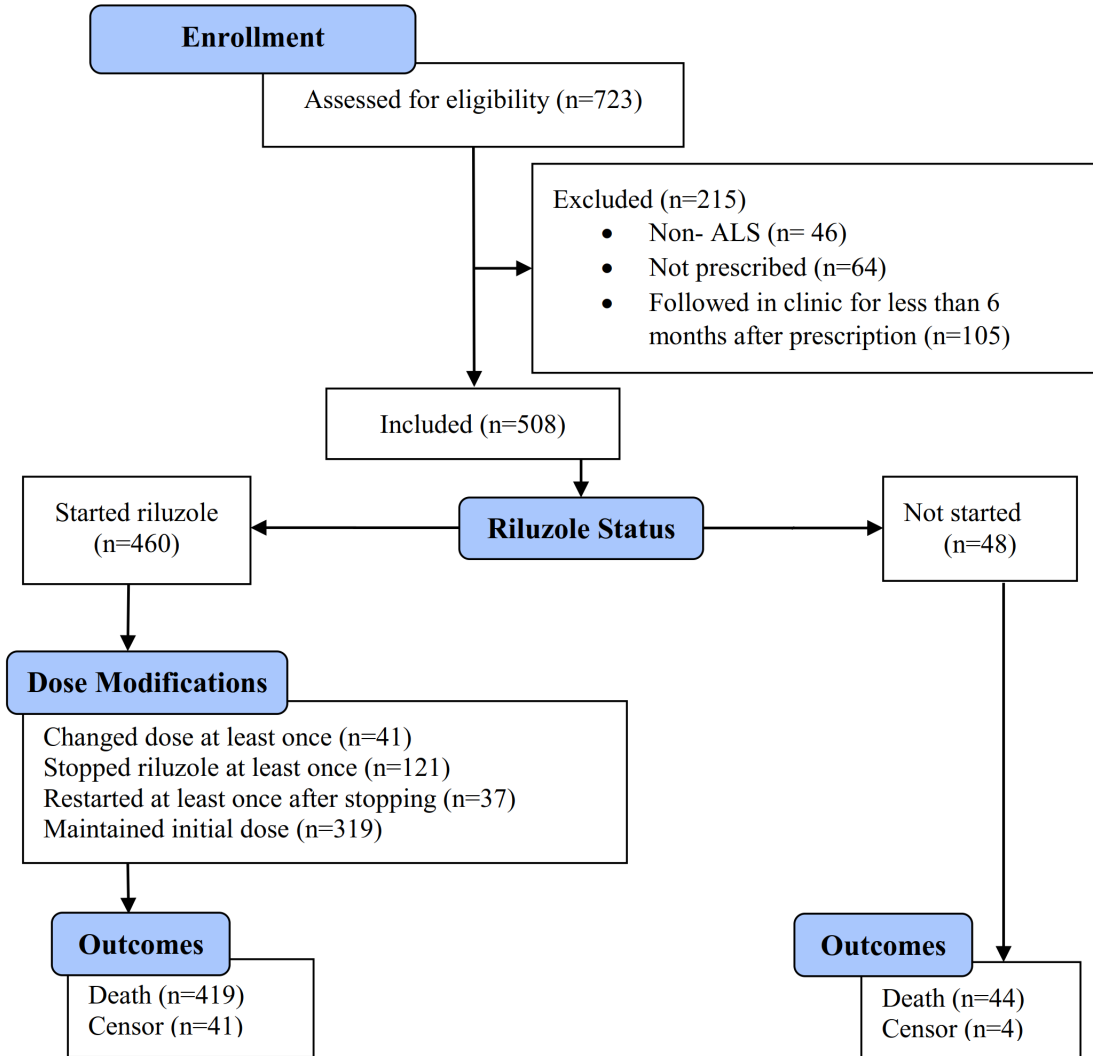 Enrollment
Assessed for eligibility (n=723)
Excluded (n=215)
• Non- ALS (n= 46)
• Not prescribed (n=64)
• Followed in clinic for less than 6
months after prescription (n=105)
Included (n=508)
Started riluzole
(n=460)
Riluzole Status
Not started
(n=48)
Dose Modifications
Changed dose at least once (n=41)
Stopped riluzole at least once (n=121)
Restarted at least once after stopping (n=37)
Maintained initial dose (n=319)
Outcomes
Death (n=419)
Censor (n=41)
Outcomes
Death (n=44)
Censor (n=4)